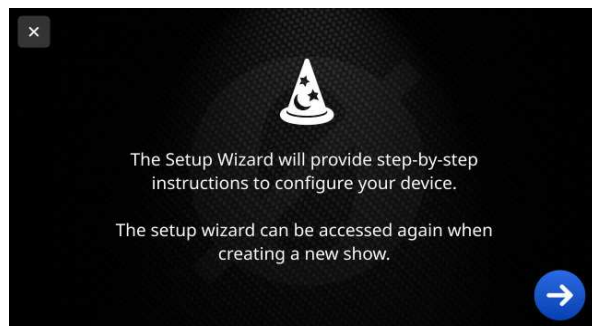 The Setup Wizard will provide step-by-step
instructions to configure your device.
The setup wizard can be accessed again when
creating a new show.